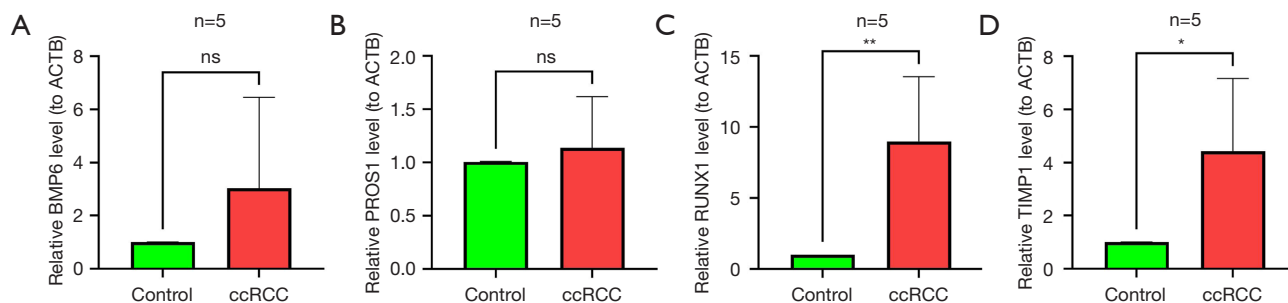 A
n=5
ns
Relative BMP6 level (to ACTB)
8
6
4
2
0
Control
ccRCC
B
n=5
ns
Relative PROS1 level (to ACTB)
2.0
1.5
1.0
0.5
0.0
Control
ccRCC
C
n=5
**
Relative RUNX1 level (to ACTB)
15
10
5
0
Control
ccRCC
D
n=5
*
Relative TIMP1 level (to ACTB)
8
6
4
2
0
Control
ccRCC